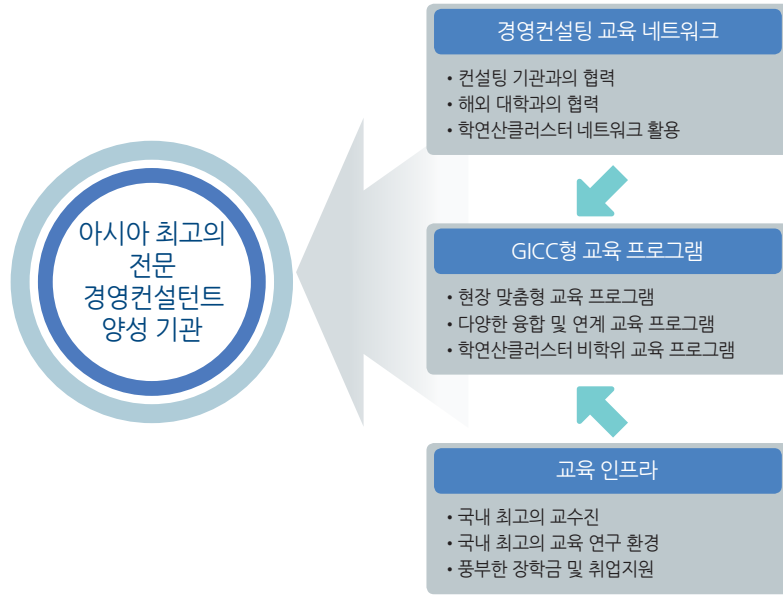 아시아 최고의
전문
경영컨설턴트
양성 기관
경영컨설팅 교육 네트워크
• 컨설팅 기관과의 협력
• 해외 대학과의 협력
• 학연산클러스터 네트워크 활용
GICC형 교육 프로그램
• 현장 맞춤형 교육 프로그램
• 다양한 융합 및 연계 교육 프로그램
• 학연산클러스터 비학위 교육 프로그램
교육 인프라
• 국내 최고의 교수진
• 국내 최고의 교육 연구 환경
• 풍부한 장학금 및 취업지원